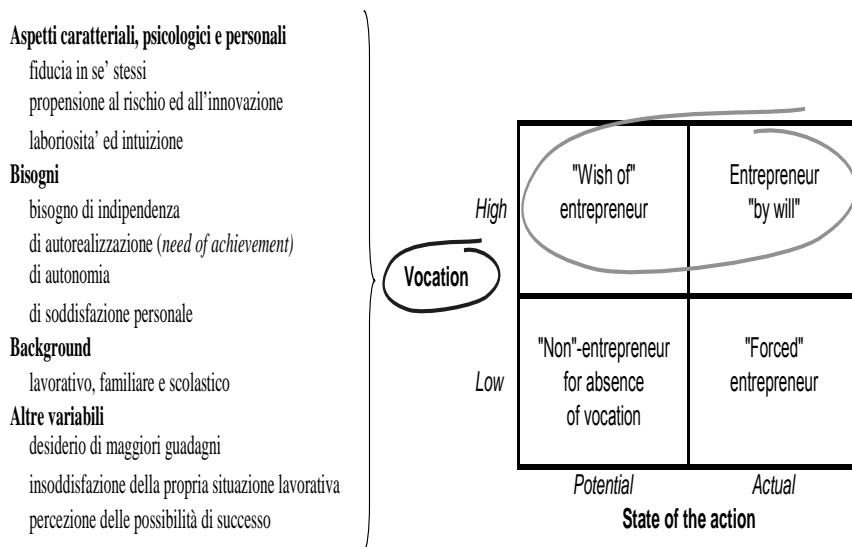 Aspetti caratteriali, psicologici e personali
fiducia in se' stessi
propensione al rischio ed all'innovazione
laboriosita' ed intuizione
Bisogni
bisogno di indipendenza
di autorealizzazione (need of achievement)
di autonomia
di soddisfazione personale
Background
lavorativo, familiare e scolastico
Altre variabili
desiderio di maggiori guadagni
insoddisfazione della propria situazione lavorativa
percezione delle possibilità di successo
Vocation
High
"Wish of"
entrepreneur
Entrepreneur
"by will"
Low
"Non"-entrepreneur
for absence
of vocation
"Forced"
entrepreneur
Potential
Actual
State of the action